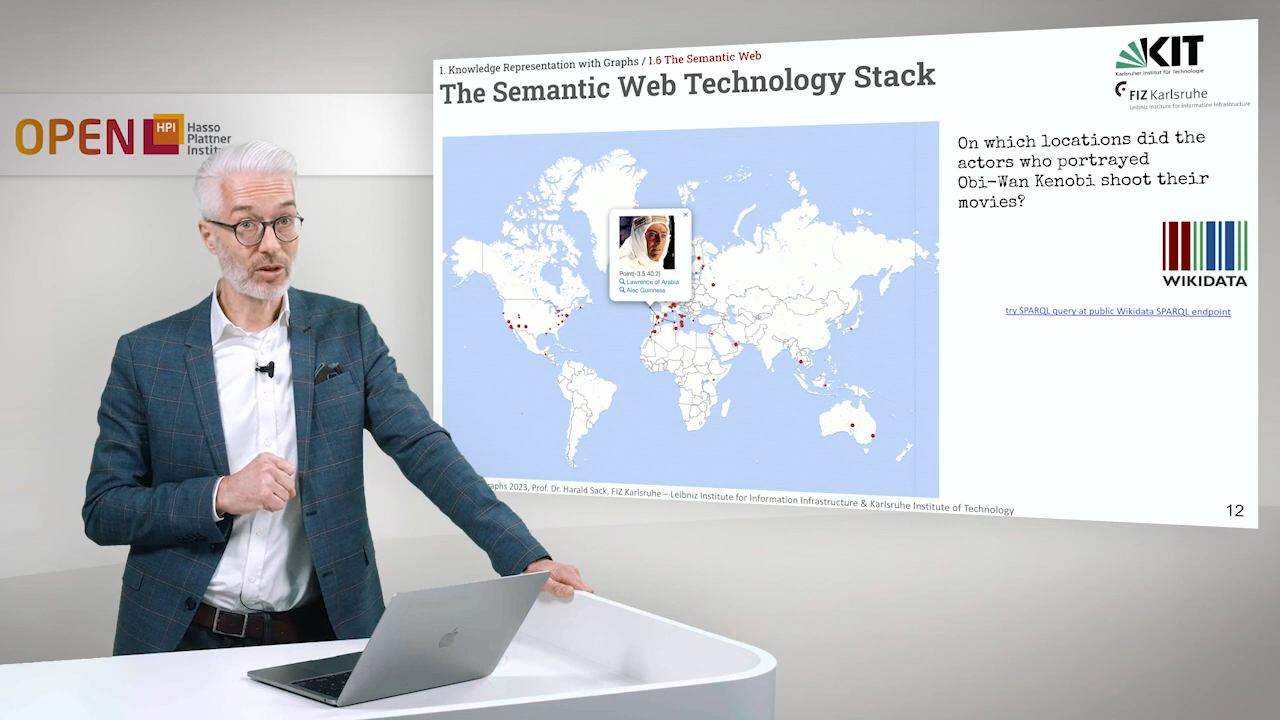 1. Knowledge Representation with Graphs / 1.6 The Semantic Web
The Semantic Web Technology Stack
KIT
Karlsruher Institut für Technologie
FIZ Karlsruhe
Leibniz Institute for Information Infrastructure
OPEN HPI
Hasso
Plattner
On which locations did the
actors who portrayed
Obi-Wan Kenobi shoot their
movies?
Point(-3.5 40.2)
Lawrence of Arabia
Alec Guinness
WIKIDATA
try SPARQL query at public Wikidata SPARQL endpoint
2023, Prof. Dr. Harald Sack, FIZ Karlsruhe – Leibniz Institute for Information Infrastructure & Karlsruhe Institute of Technology
12